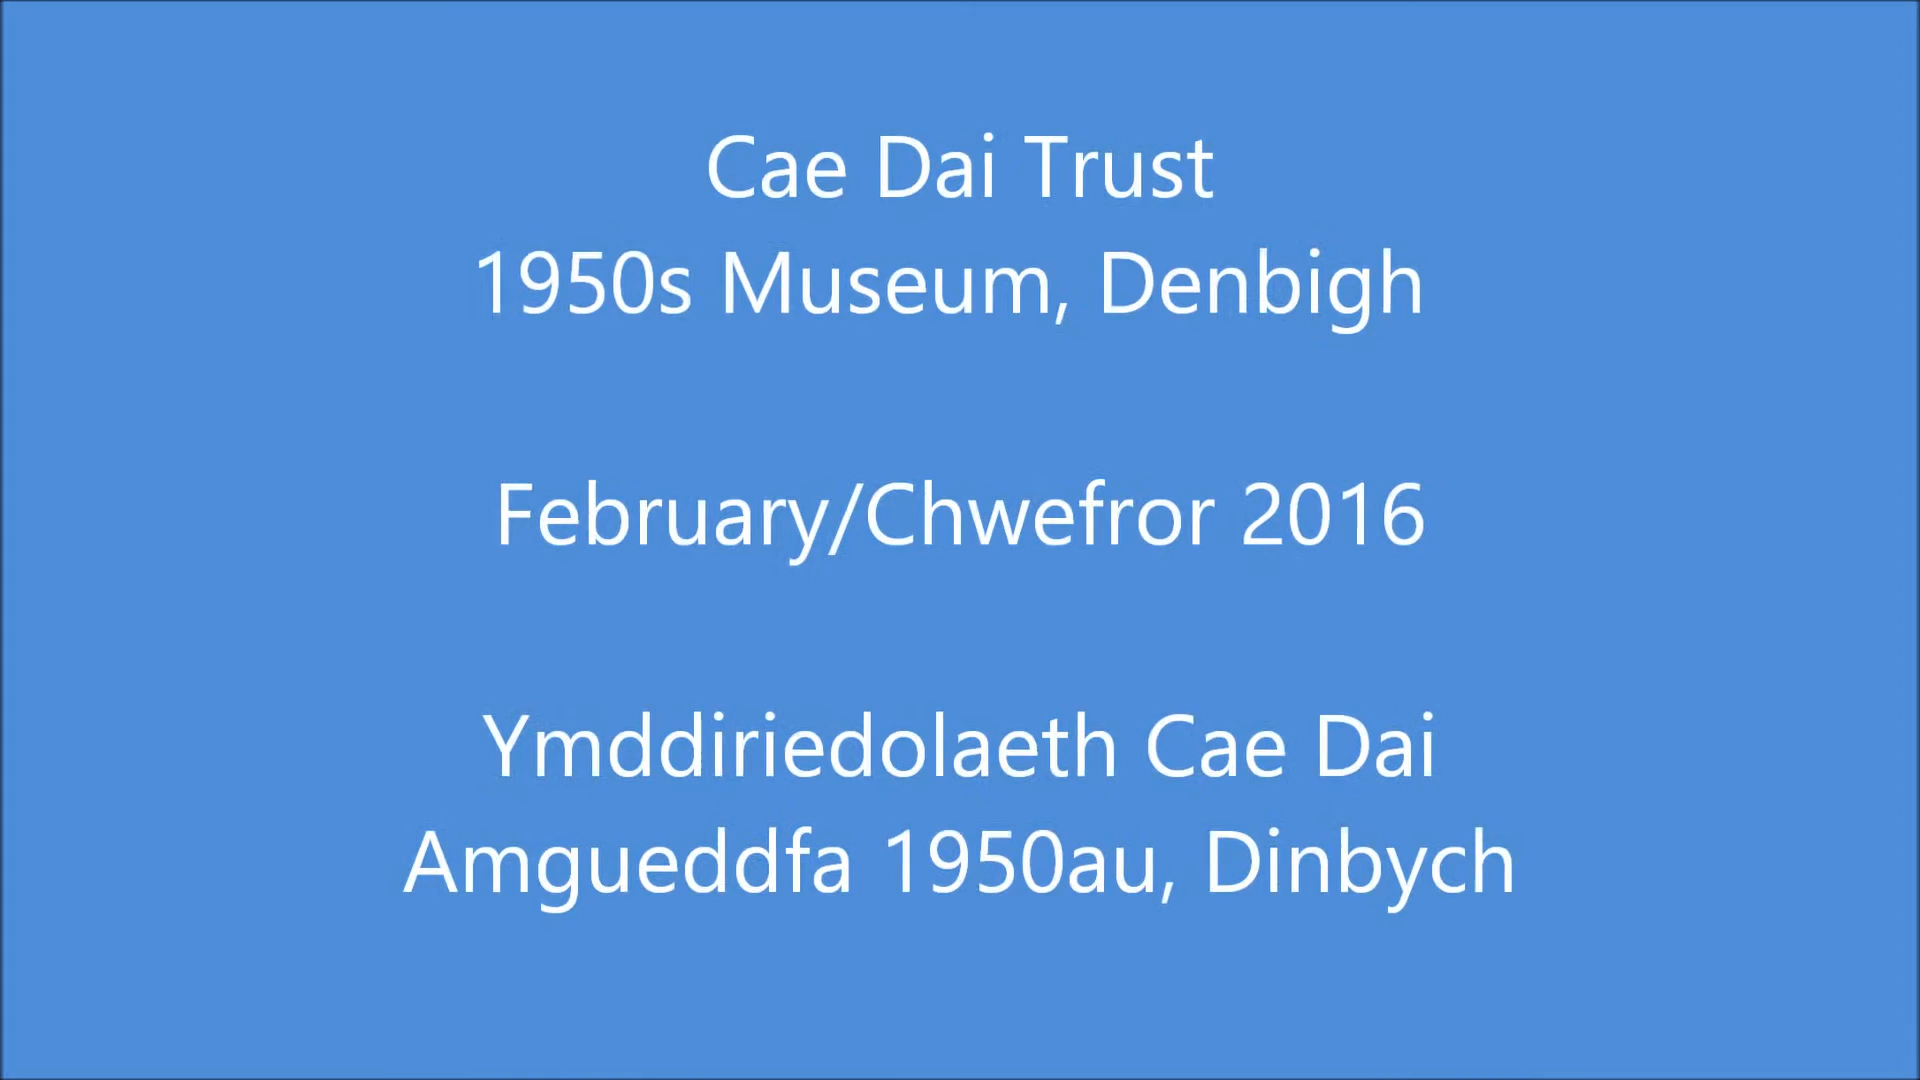 Cae Dai Trust
1950s Museum, Denbigh
February/Chwefror 2016
Ymddiriedolaeth Cae Dai
Amgueddfa 1950au, Dinbych